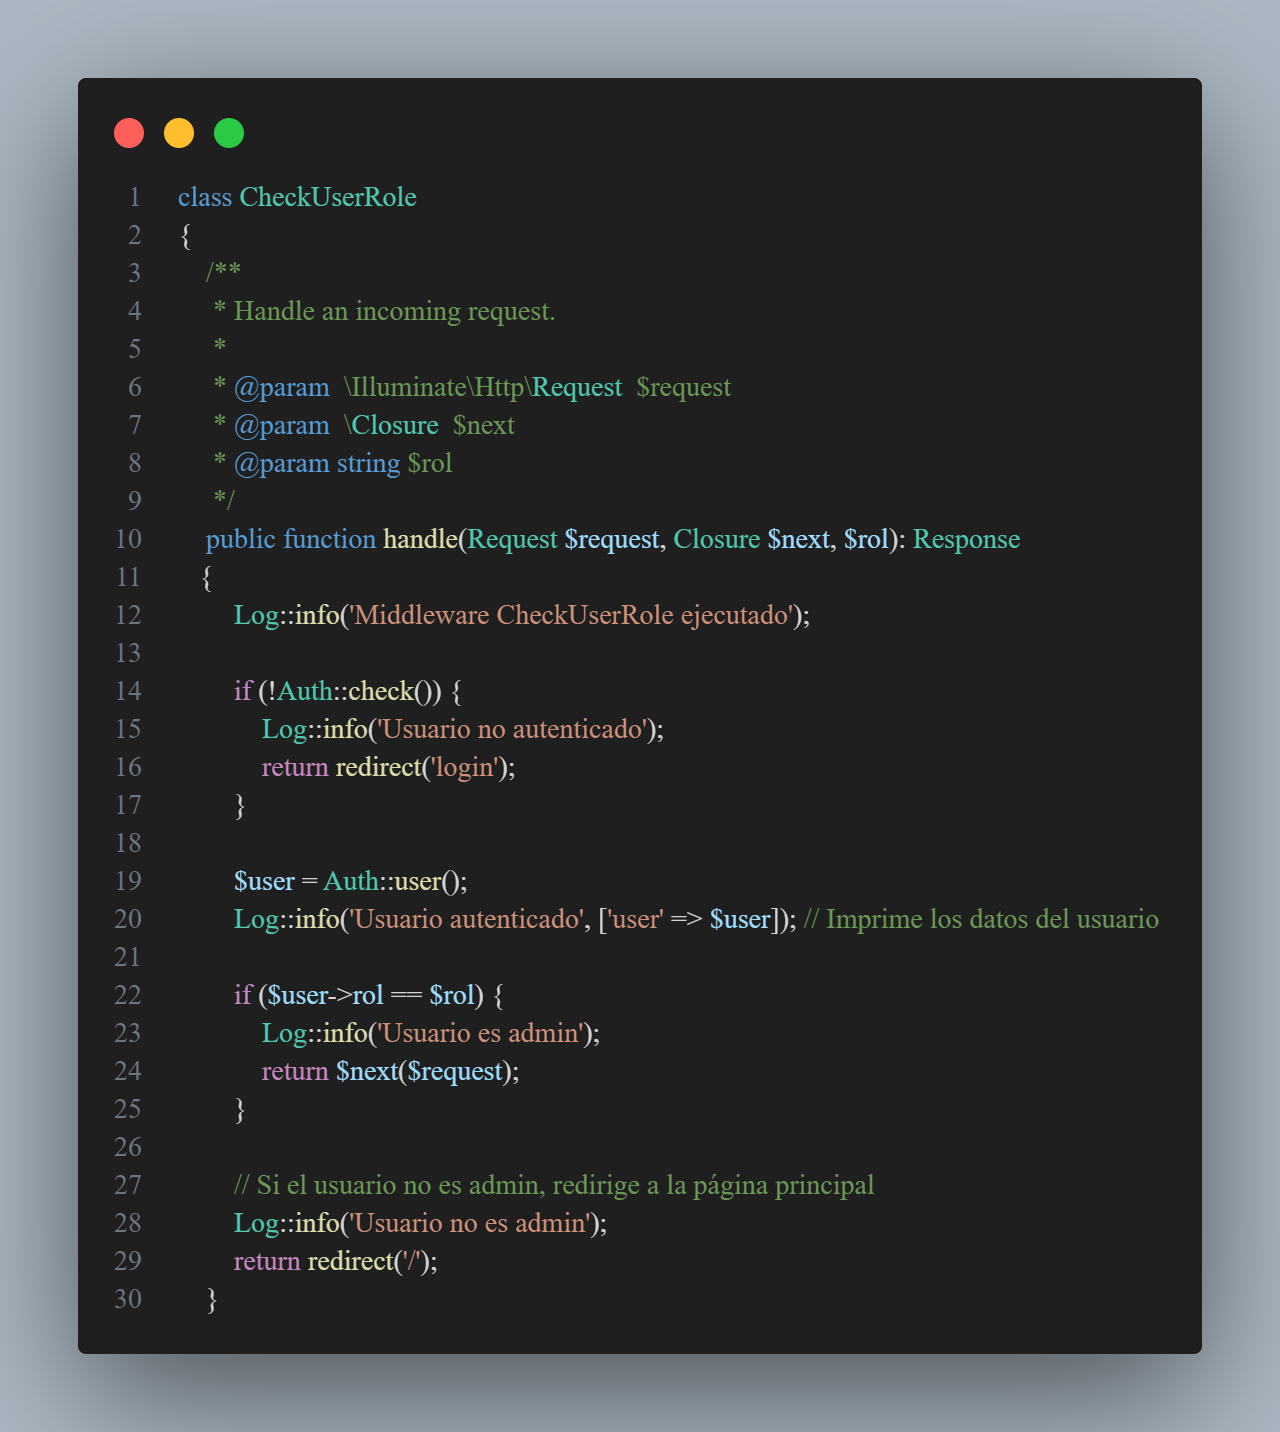 1 class CheckUserRole
2 {
3 /**
4 * Handle an incoming request.
5 *
6 * @param  \Illuminate\Http\Request  $request
7 * @param  \Closure  $next
8 * @param string $rol
9 */
10 public function handle(Request $request, Closure $next, $rol): Response
11 {
12 Log::info('Middleware CheckUserRole ejecutado');
13
14 if (!Auth::check()) {
15 Log::info('Usuario no autenticado');
16 return redirect('login');
17 }
18
19 $user = Auth::user();
20 Log::info('Usuario autenticado', ['user' => $user]); // Imprime los datos del usuario
21
22 if ($user->rol == $rol) {
23 Log::info('Usuario es admin');
24 return $next($request);
25 }
26
27 // Si el usuario no es admin, redirige a la página principal
28 Log::info('Usuario no es admin');
29 return redirect('/');
30 }